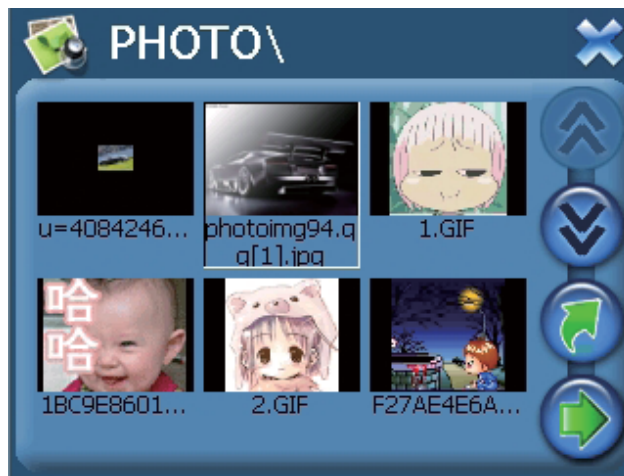 PHOTO\
u=4084246...
photoimg94.q
q[1].jpg
1.GIF
哈
哈
1BC9E8601...
2.GIF
F27AE4E6A...